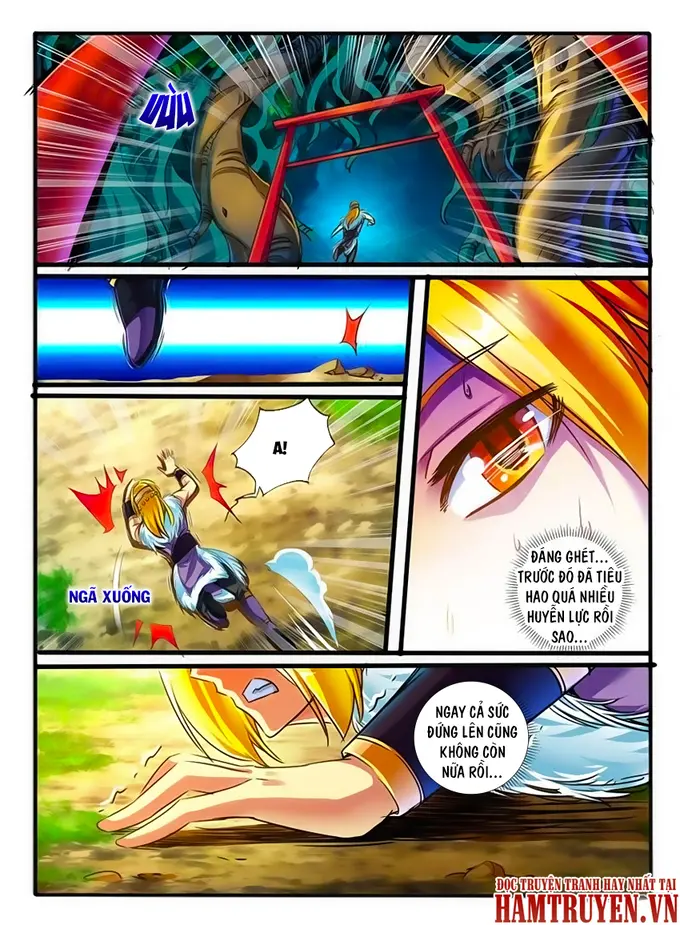 VÙÙ
A!
NGÃ XUỐNG
ĐÁNG GHÉT...
TRƯỚC ĐÓ ĐÃ TIÊU
HAO QUÁ NHIỀU
HUYỄN LỰC RỒI
SAO...
NGAY CẢ SỨC
ĐỨNG LÊN CŨNG
KHÔNG CÒN
NỮA RỒI...
ĐỌC TRUYỆN TRANH HAY NHẤT TẠI
HAMTRUYEN.VN